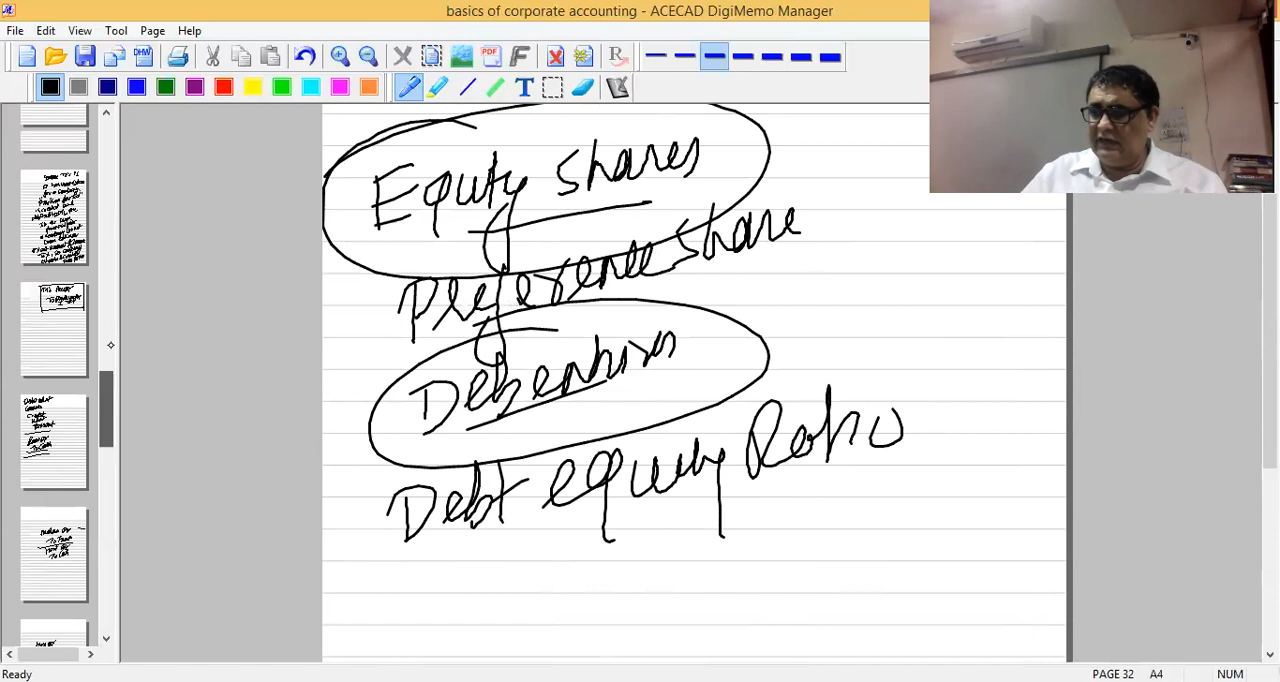 basics of corporate accounting - ACECAD DigiMemo Manager
File Edit View Tool Page Help
Equity shares
Preference share
Debentures
Debt equity Ratio
Ready PAGE 32 A4 NUM